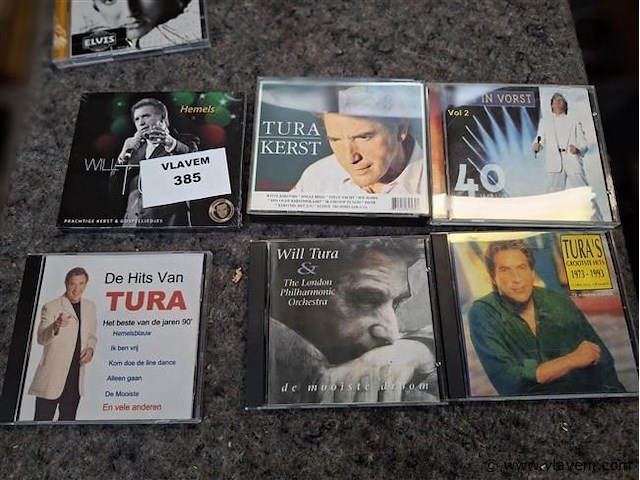 ELVIS
Hemels
WILL
VLAVEM
385
PRACHTIGE KERST & GOSPELLIEDJES
TURA
KERST
IN VORST
Vol 2
40
De Hits Van
TURA
Het beste van de jaren 90'
Hemelsblauw
Ik ben vrij
Kom doe de line dance
Alleen gaan
De Mooiste
En vele anderen
Will Tura
&
The London
Philharmonic
Orchestra
de mooiste droom
TURA'S
GROOTSTE HITS
1973-1993
© www.vlavem.com